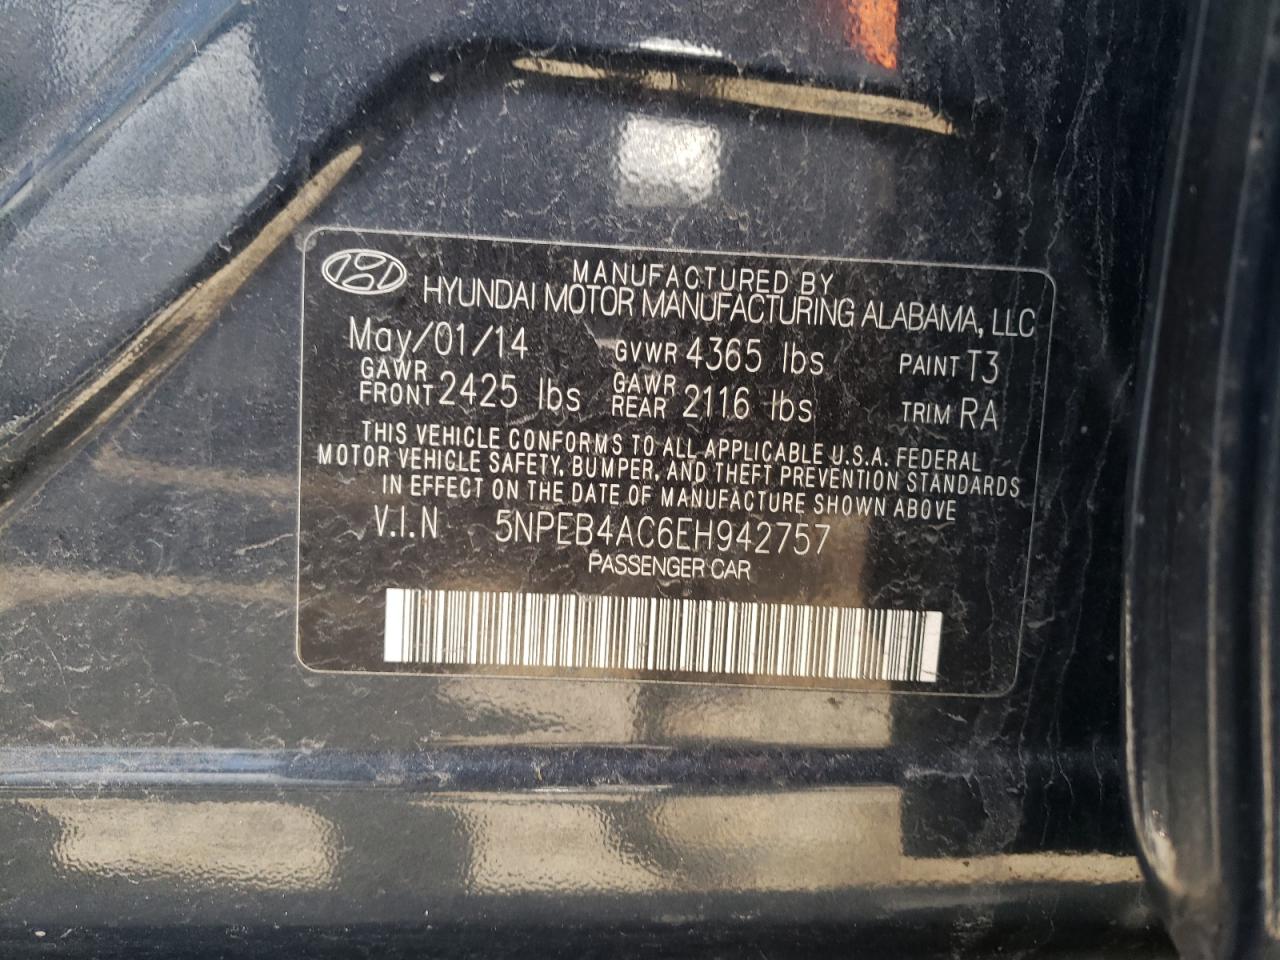 MANUFACTURED BY
HYUNDAI MOTOR MANUFACTURING ALABAMA, LLC
May/01/14 GVWR 4365 lbs PAINT T3
GAWR FRONT 2425 lbs GAWR REAR 2116 lbs TRIM RA
THIS VEHICLE CONFORMS TO ALL APPLICABLE U.S.A. FEDERAL
MOTOR VEHICLE SAFETY, BUMPER, AND THEFT PREVENTION STANDARDS
IN EFFECT ON THE DATE OF MANUFACTURE SHOWN ABOVE
V.I.N 5NPEB4AC6EH942757
PASSENGER CAR